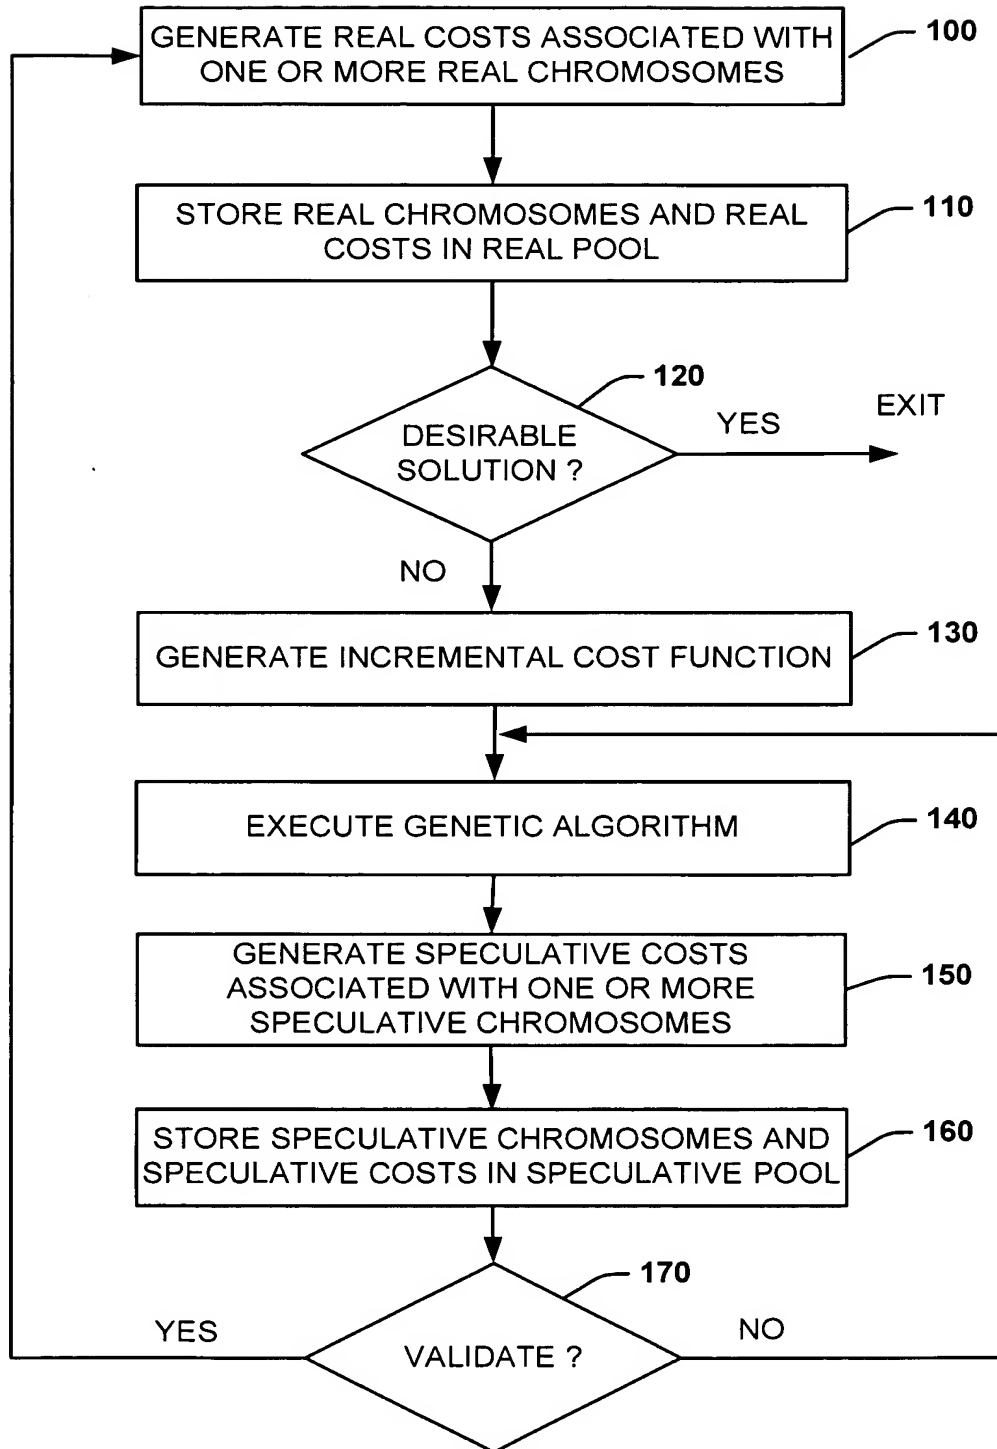 GENERATE REAL COSTS ASSOCIATED WITH
ONE OR MORE REAL CHROMOSOMES
100
STORE REAL CHROMOSOMES AND REAL
COSTS IN REAL POOL
110
120
DESIRABLE
SOLUTION ?
YES
EXIT
NO
130
GENERATE INCREMENTAL COST FUNCTION
EXECUTE GENETIC ALGORITHM
140
GENERATE SPECULATIVE COSTS
ASSOCIATED WITH ONE OR MORE
SPECULATIVE CHROMOSOMES
150
STORE SPECULATIVE CHROMOSOMES AND
SPECULATIVE COSTS IN SPECULATIVE POOL
160
170
YES
VALIDATE ?
NO